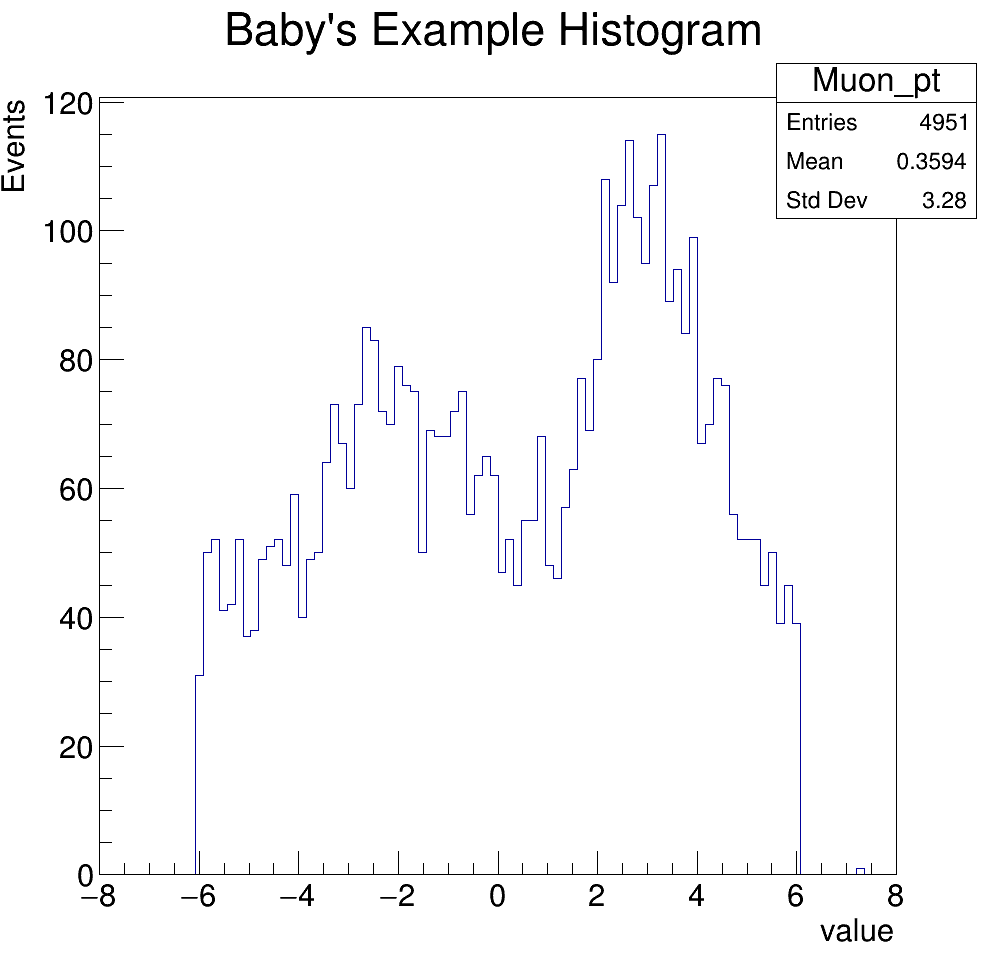 Baby's Example Histogram
Muon_pt
Entries 4951
Mean 0.3594
Std Dev 3.28
Events
120
100
80
60
40
20
0
−8 −6 −4 −2 0 2 4 6 8
value